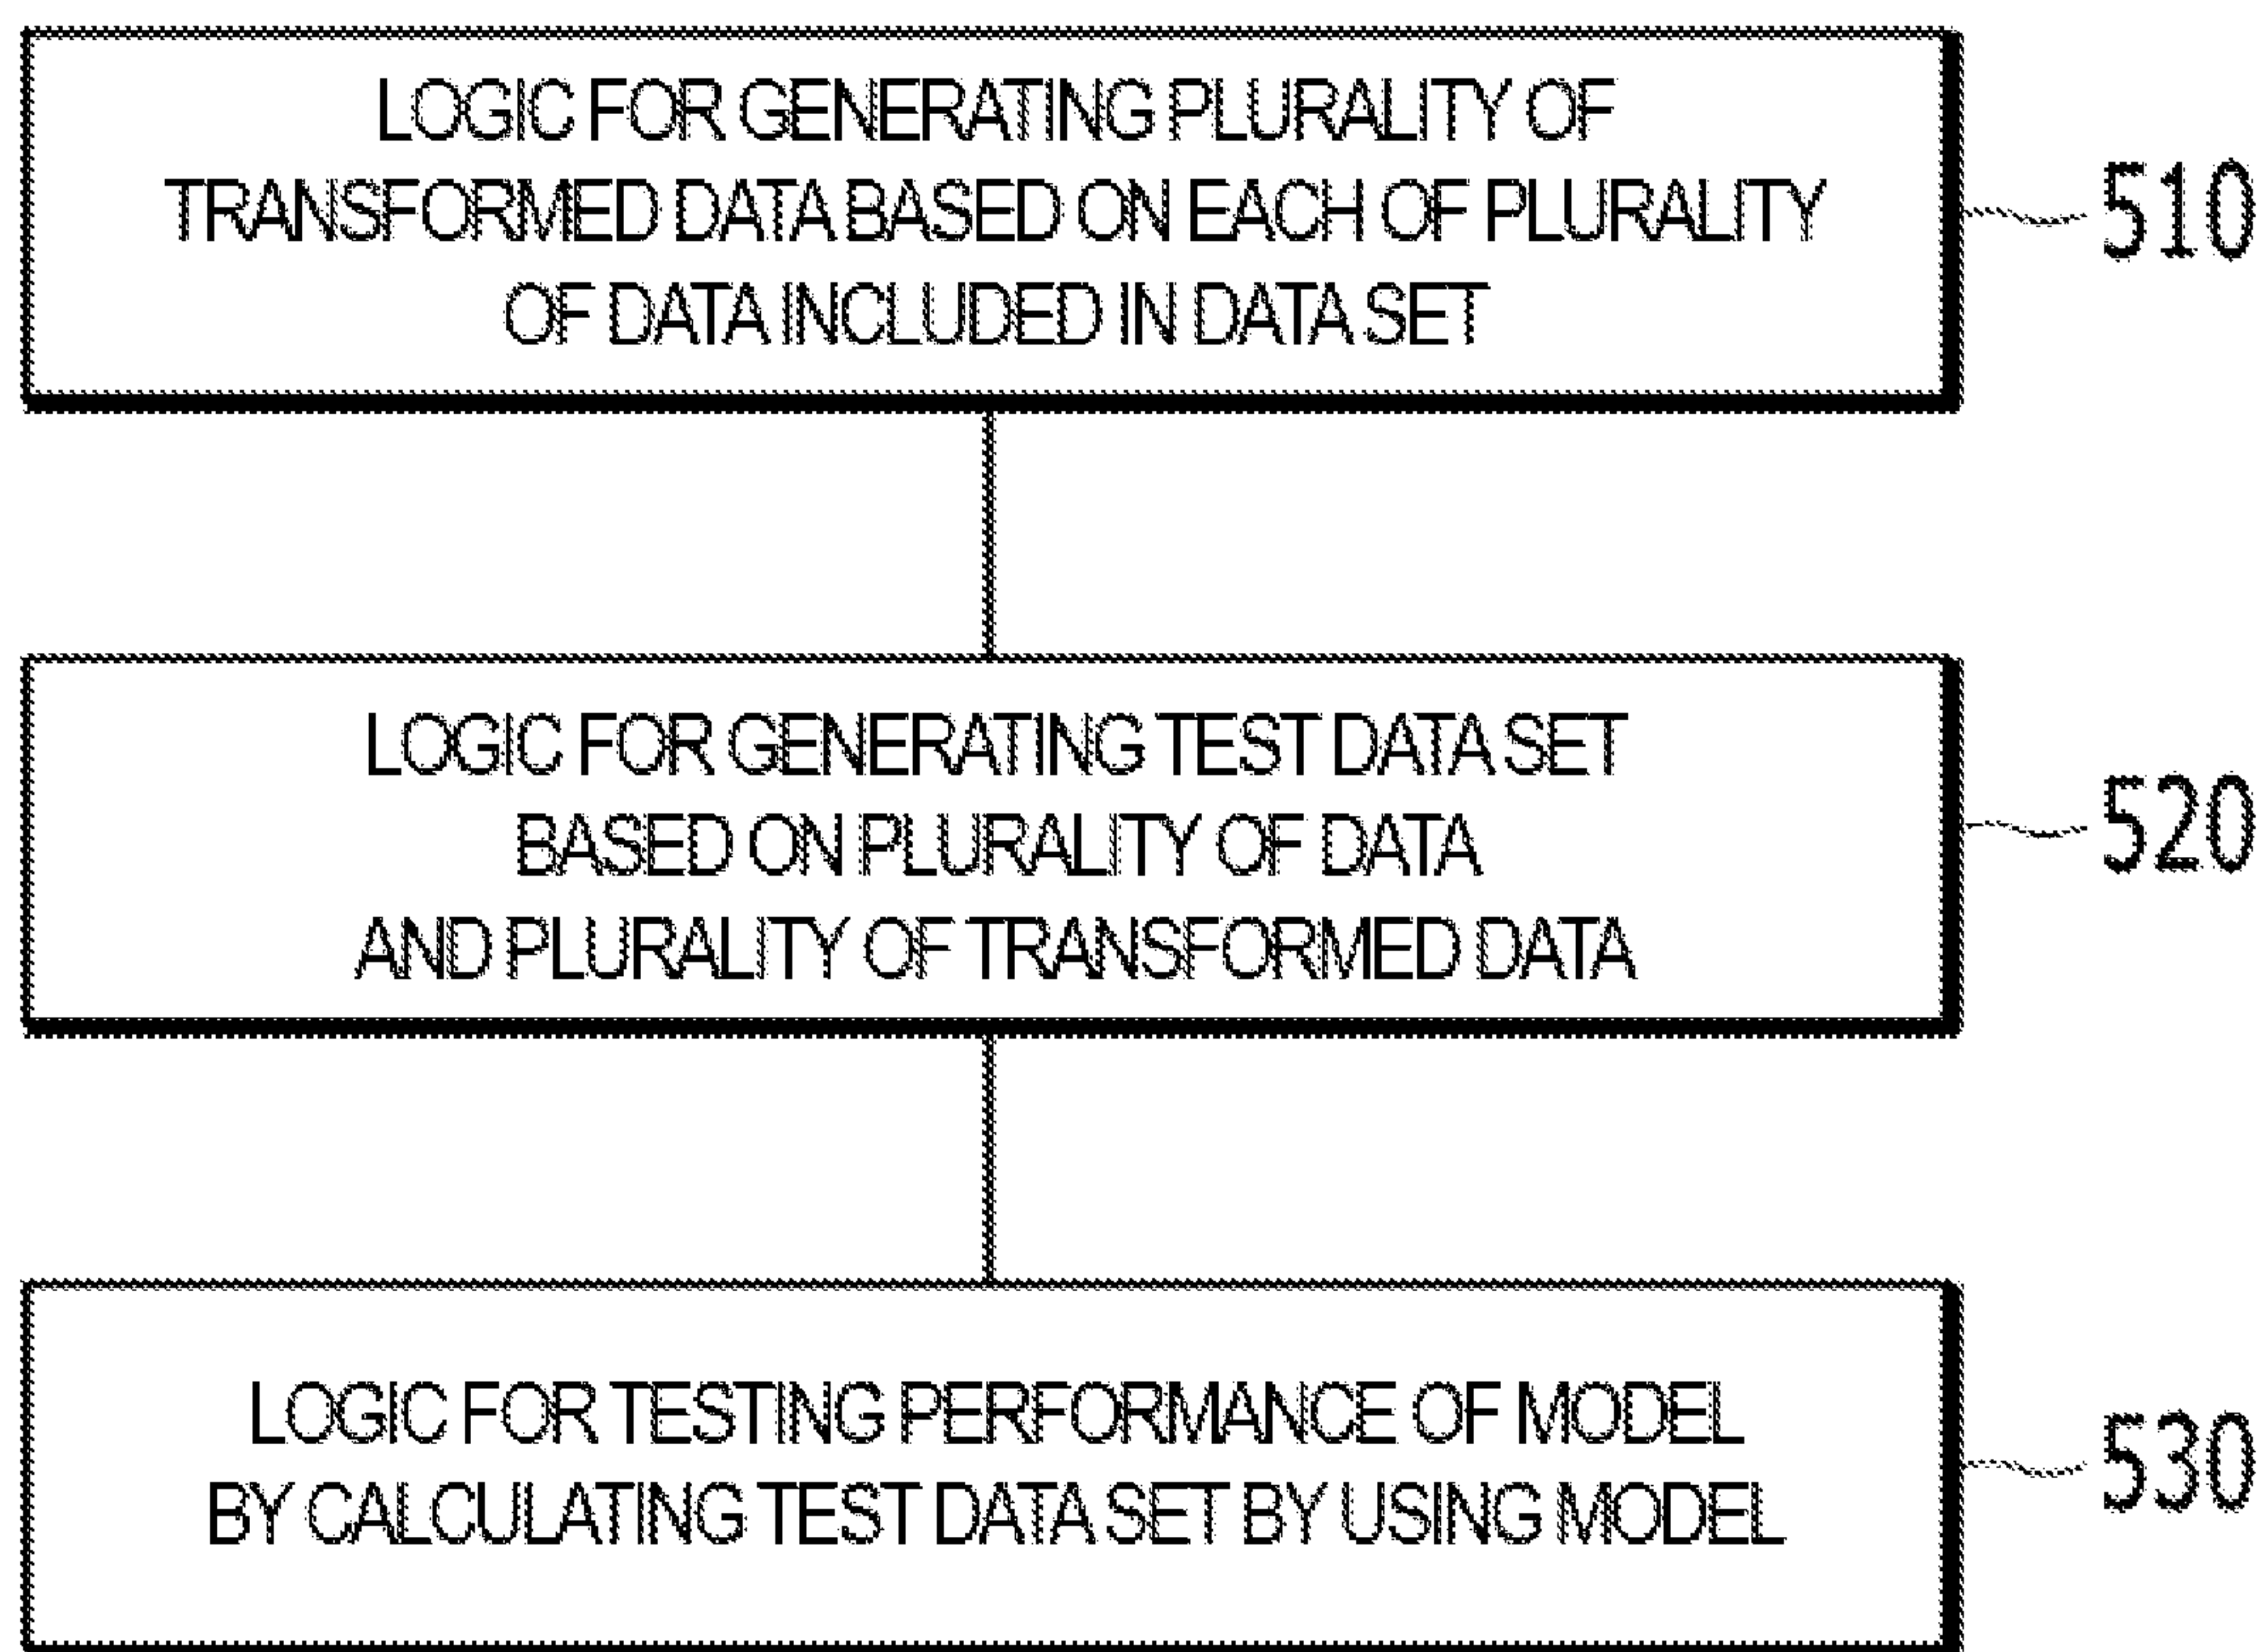 LOGIC FOR GENERATING PLURALITY OF
TRANSFORMED DATA BASED ON EACH OF PLURALITY
OF DATA INCLUDED IN DATA SET
510
LOGIC FOR GENERATING TEST DATA SET
BASED ON PLURALITY OF DATA
AND PLURALITY OF TRANSFORMED DATA
520
LOGIC FOR TESTING PERFORMANCE OF MODEL
BY CALCULATING TEST DATA SET BY USING MODEL
530